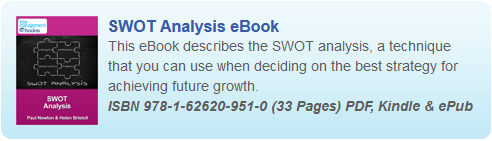 SWOT Analysis eBook
This eBook describes the SWOT analysis, a technique
that you can use when deciding on the best strategy for
achieving future growth.
ISBN 978-1-62620-951-0 (33 Pages) PDF, Kindle & ePub
free
management
ebooks
SWOT ANALYSIS
SWOT
Analysis
Paul Newton & Helen Bristoll